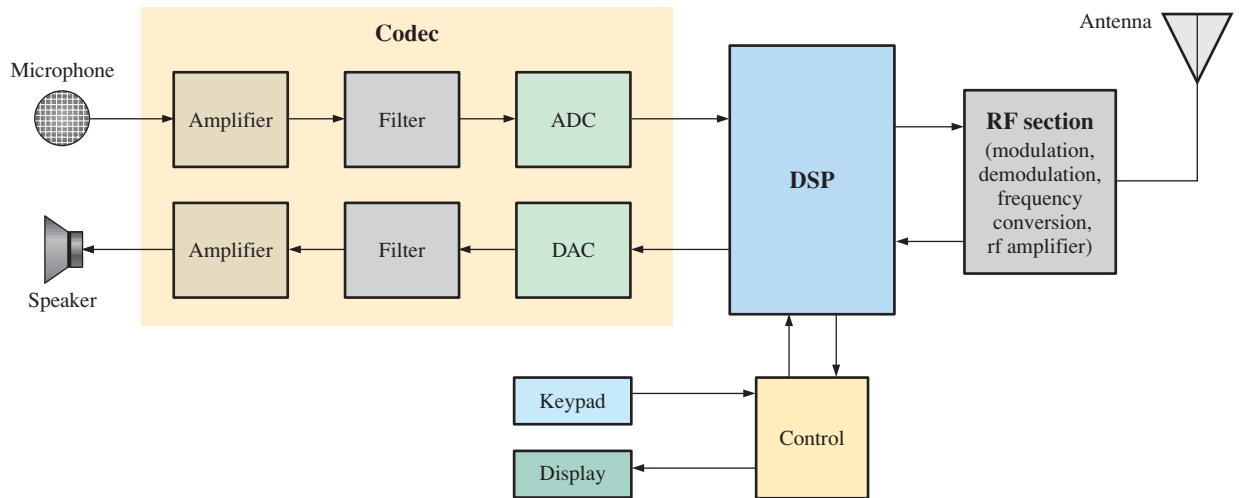 Codec
Antenna
Microphone
Amplifier
Filter
ADC
DSP
RF section
(modulation,
demodulation,
frequency
conversion,
rf amplifier)
Amplifier
Filter
DAC
Speaker
Keypad
Control
Display